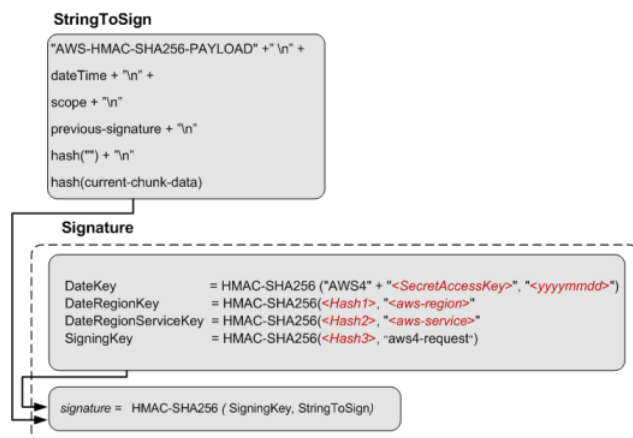 StringToSign
"AWS-HMAC-SHA256-PAYLOAD" +" \n" +
dateTime + "\n" +
scope + "\n"
previous-signature + "\n"
hash("") + "\n"
hash(current-chunk-data)
Signature
DateKey = HMAC-SHA256 ("AWS4" + "<SecretAccessKey>", "<yyyymmdd>")
DateRegionKey = HMAC-SHA256(<Hash1>, "<aws-region>"
DateRegionServiceKey = HMAC-SHA256(<Hash2>, "<aws-service>"
SigningKey = HMAC-SHA256(<Hash3>, "aws4-request")
signature = HMAC-SHA256 ( SigningKey, StringToSign)